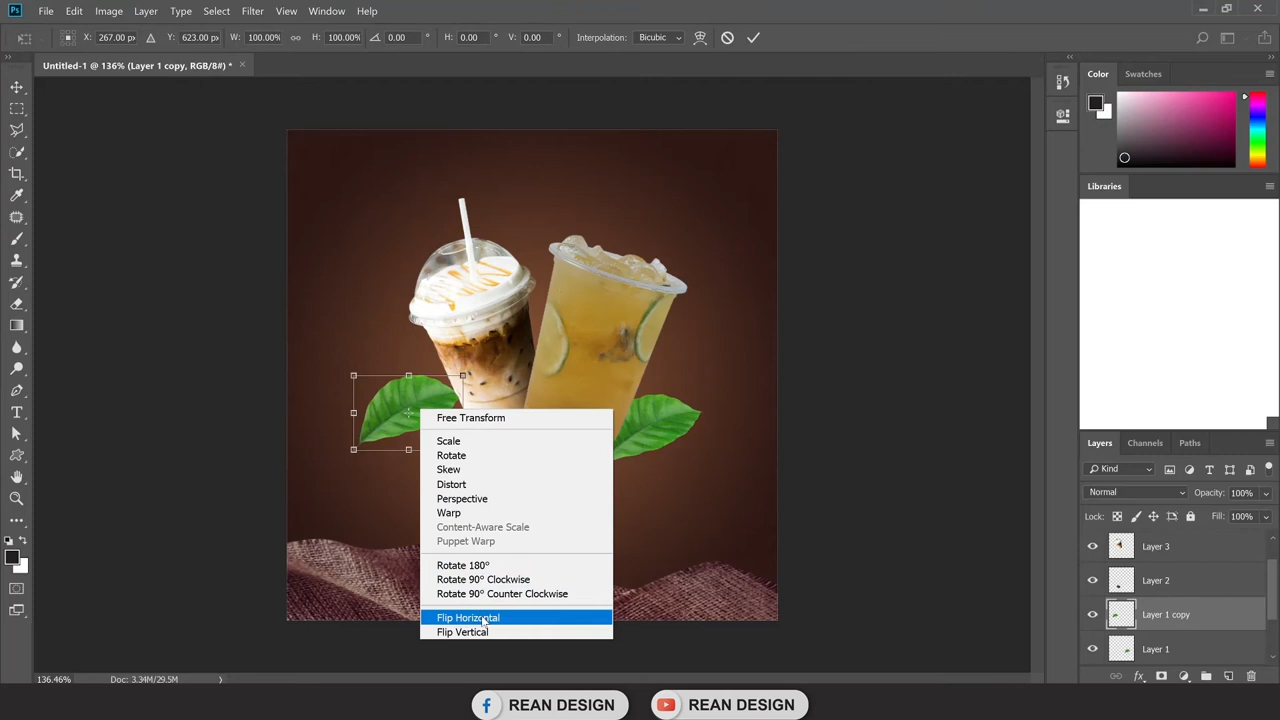 Ps File Edit Image Layer Type Select Filter View Window Help
X: 267.00 px Y: 623.00 px W: 100.00% H: 100.00% 0.00 ° H: 0.00 ° V: 0.00 ° Interpolation: Bicubic
Untitled-1 @ 136% (Layer 1 copy, RGB/8#) *
Color Swatches
Libraries
Free Transform
Scale
Rotate
Skew
Distort
Perspective
Warp
Content-Aware Scale
Puppet Warp
Rotate 180°
Rotate 90° Clockwise
Rotate 90° Counter Clockwise
Flip Horizontal
Flip Vertical
Layers Channels Paths
Kind
Normal Opacity: 100%
Lock: Fill: 100%
Layer 3
Layer 2
Layer 1 copy
Layer 1
fx
136.46% Doc: 3.34M/29.5M
REAN DESIGN REAN DESIGN